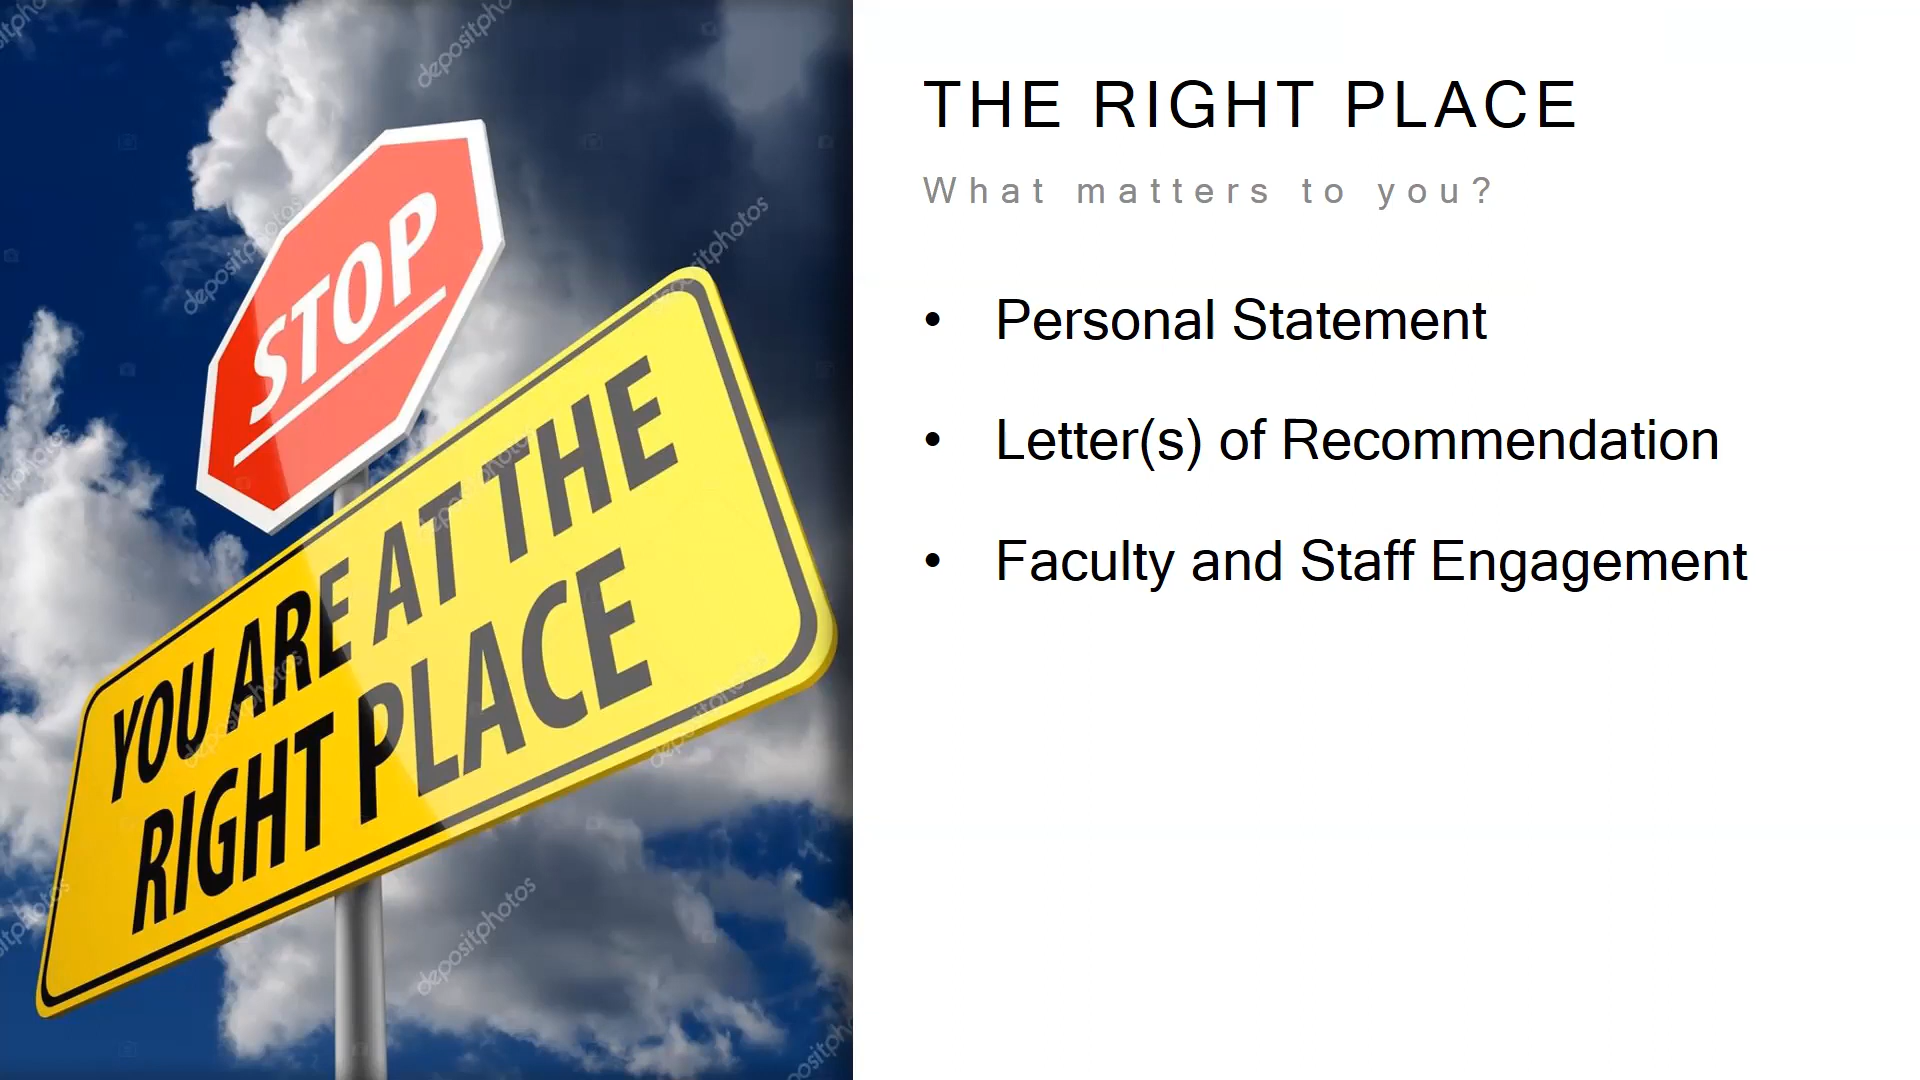 STOP
YOU ARE AT THE
RIGHT PLACE
THE RIGHT PLACE
What matters to you?
• Personal Statement
• Letter(s) of Recommendation
• Faculty and Staff Engagement
depositphotos